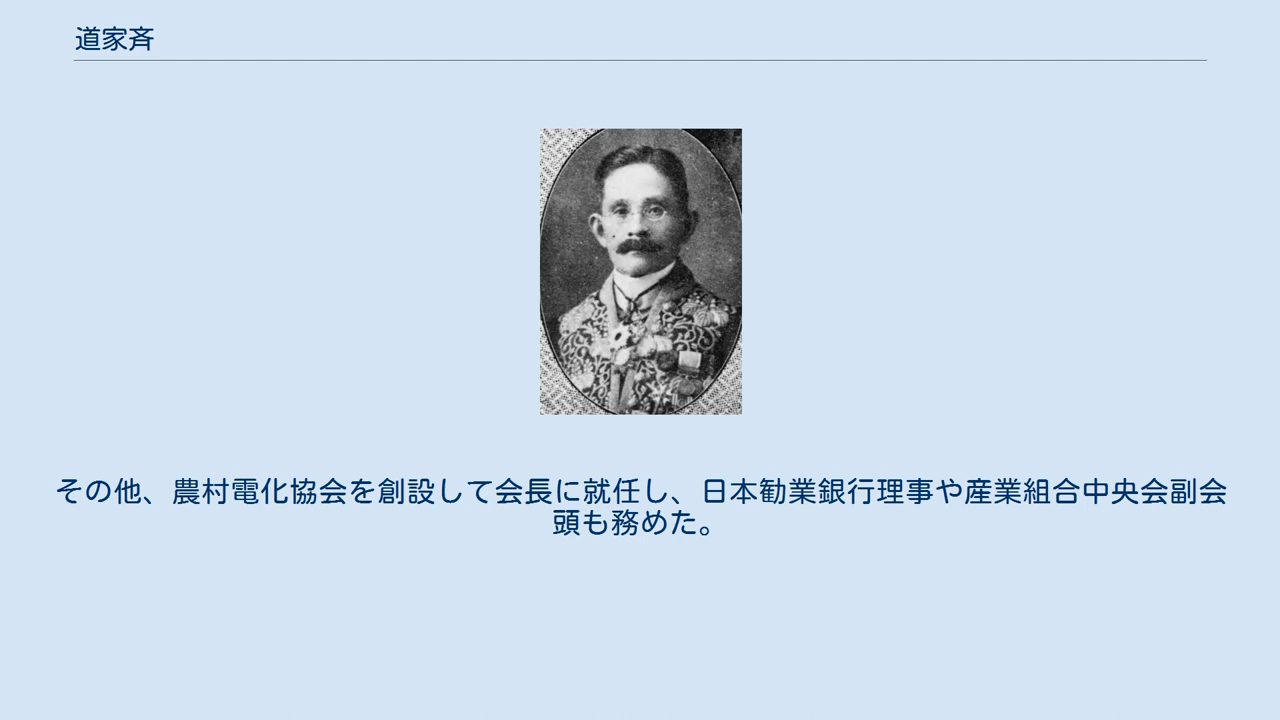 道家斉
その他、農村電化協会を創設して会長に就任し、日本勧業銀行理事や産業組合中央会副会
頭も務めた。